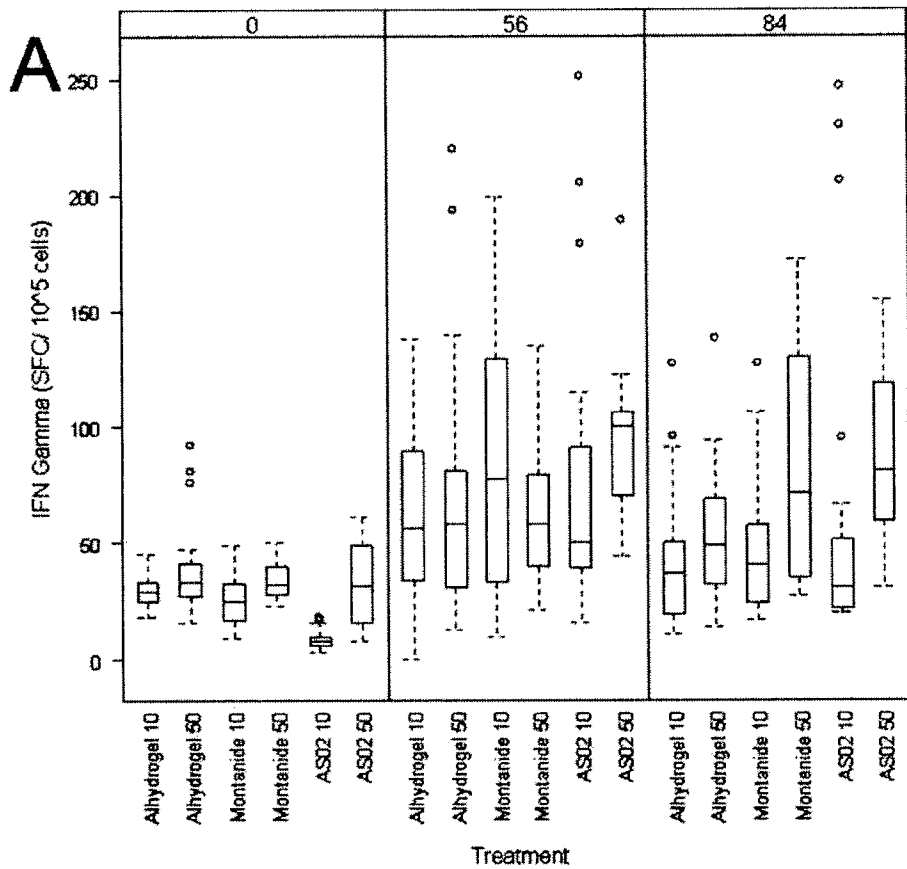 A
0
56
84
250
200
150
100
50
0
IFN Gamma (SFC/ 10^5 cells)
Alhydrogel 10
Alhydrogel 50
Montanide 10
Montanide 50
AS02 10
AS02 50
Alhydrogel 10
Alhydrogel 50
Montanide 10
Montanide 50
AS02 10
AS02 50
Alhydrogel 10
Alhydrogel 50
Montanide 10
Montanide 50
AS02 10
AS02 50
Treatment